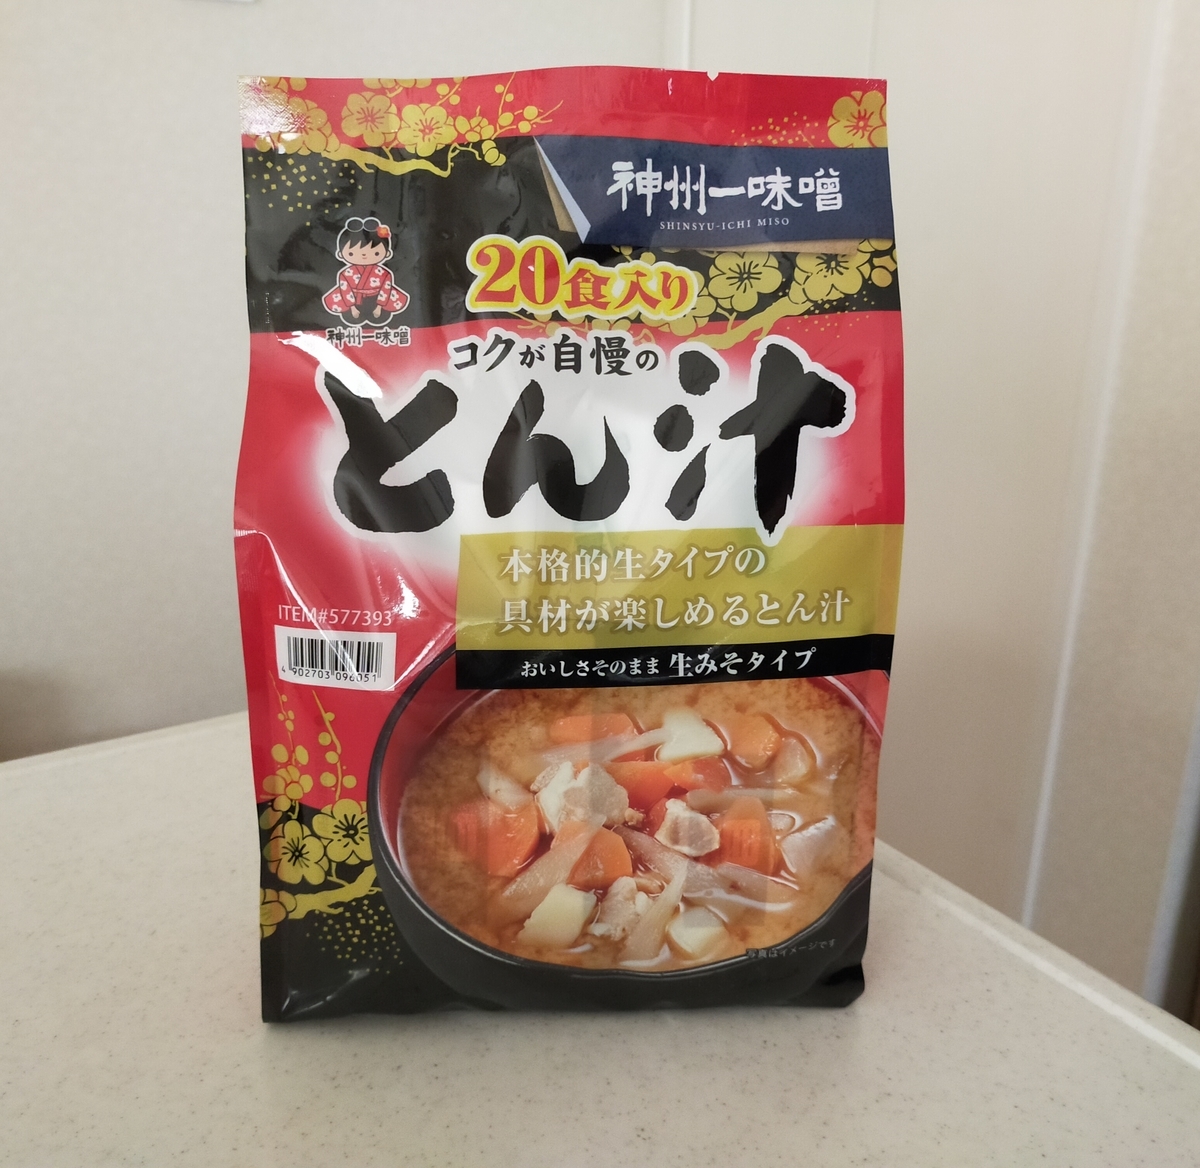 神州一味噌
SHINSYU-ICHI MISO
神州一味噌
20食入り
コクが自慢の
とん汁
本格的生タイプの
具材が楽しめるとん汁
おいしさそのまま 生みそタイプ
ITEM#577393
4 902703 096051
写真はイメージです